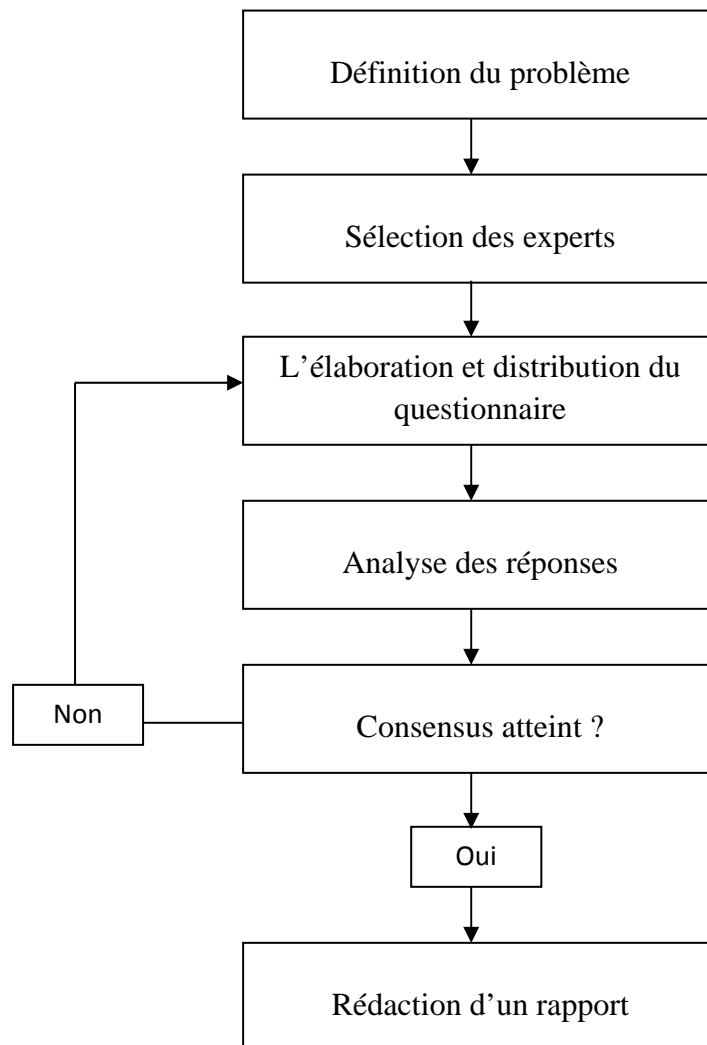 Définition du problème
Sélection des experts
L’élaboration et distribution du
questionnaire
Analyse des réponses
Non
Consensus atteint ?
Oui
Rédaction d’un rapport